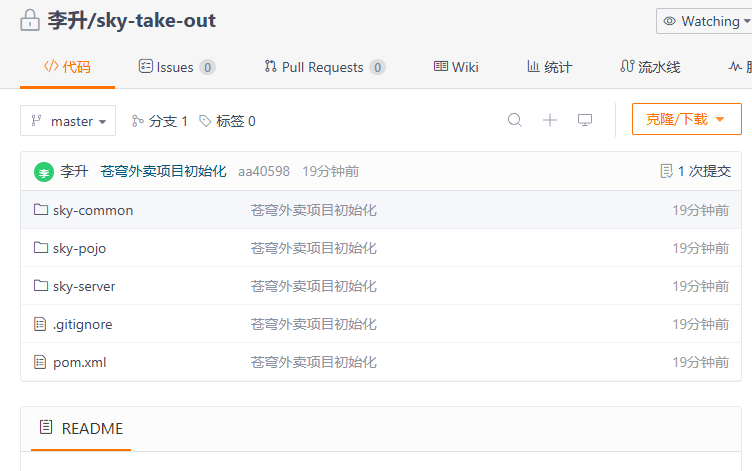 李升/sky-take-out
Watching
代码 Issues 0 Pull Requests 0 Wiki 统计 流水线
master 分支 1 标签 0 克隆/下载
李 李升 苍穹外卖项目初始化 aa40598 19分钟前 1 次提交
sky-common 苍穹外卖项目初始化 19分钟前
sky-pojo 苍穹外卖项目初始化 19分钟前
sky-server 苍穹外卖项目初始化 19分钟前
.gitignore 苍穹外卖项目初始化 19分钟前
pom.xml 苍穹外卖项目初始化 19分钟前
README